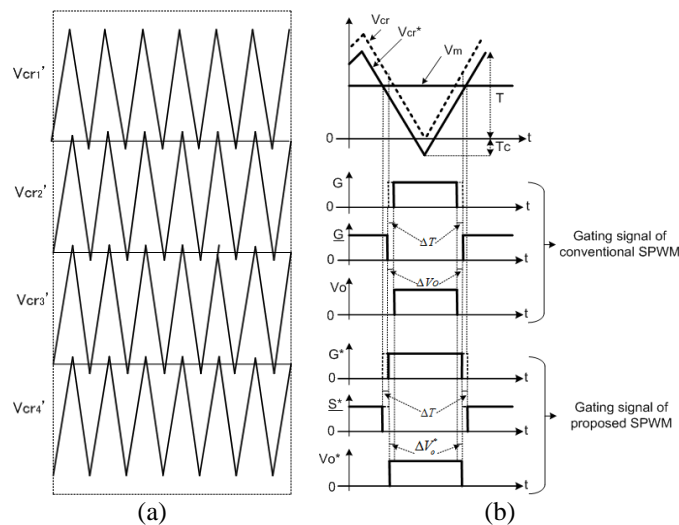 Vcr1'
Vcr2'
Vcr3'
Vcr4'
(a)
Vcr
Vcr*
Vm
T
0
t
Tc
G
0
t
G
ΔT
0
t
ΔVo
Vo
0
t
Gating signal of
conventional SPWM
G*
0
t
S*
ΔT
0
t
ΔVo*
Vo*
0
t
Gating signal of
proposed SPWM
(b)